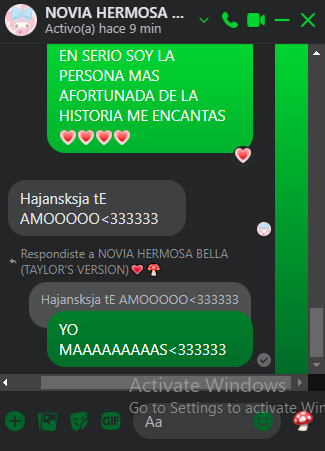 NOVIA HERMOSA ...
Activo(a) hace 9 min
EN SERIO SOY LA
PERSONA MAS
AFORTUNADA DE LA
HISTORIA ME ENCANTAS
❤❤❤❤
Hajansksja tE
AMOOOOO<333333
Respondiste a NOVIA HERMOSA BELLA
(TAYLOR'S VERSION)❤🍄
Hajansksja tE AMOOOOO<333333
YO
MAAAAAAAAAS<333333
Activate Windows
Go to Settings to activate Win
GIF
Aa